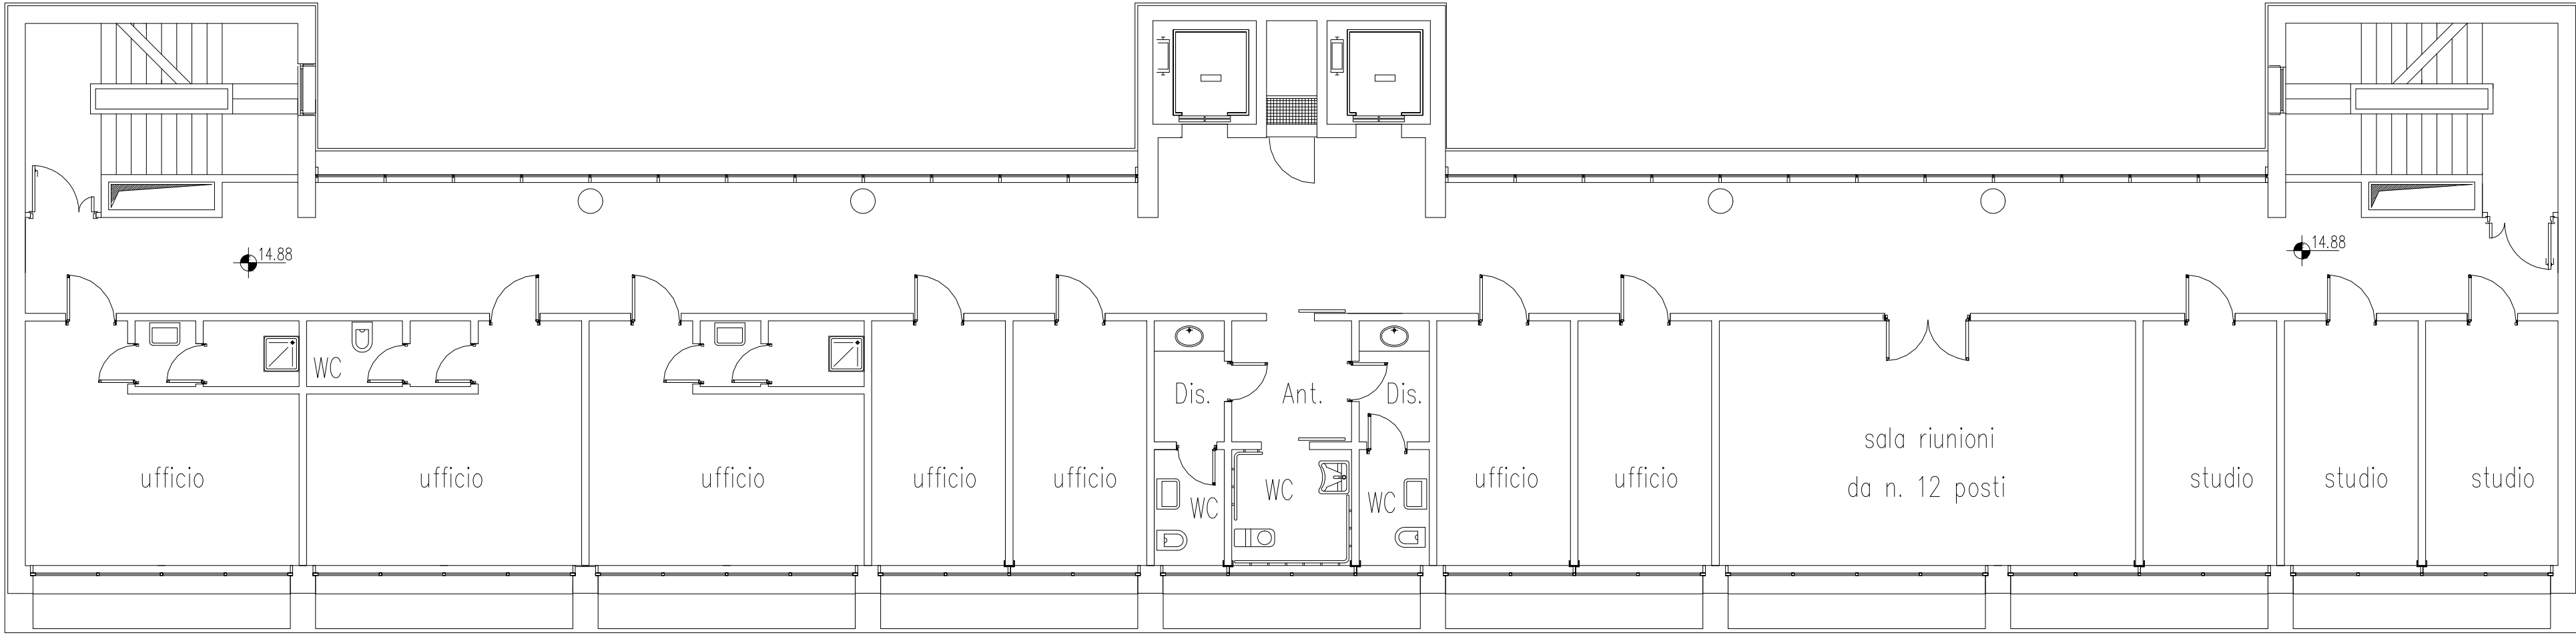 14.88
14.88
WC
Dis.
Ant.
Dis.
sala riunioni
da n. 12 posti
ufficio
ufficio
ufficio
ufficio
ufficio
WC
WC
WC
ufficio
ufficio
studio
studio
studio